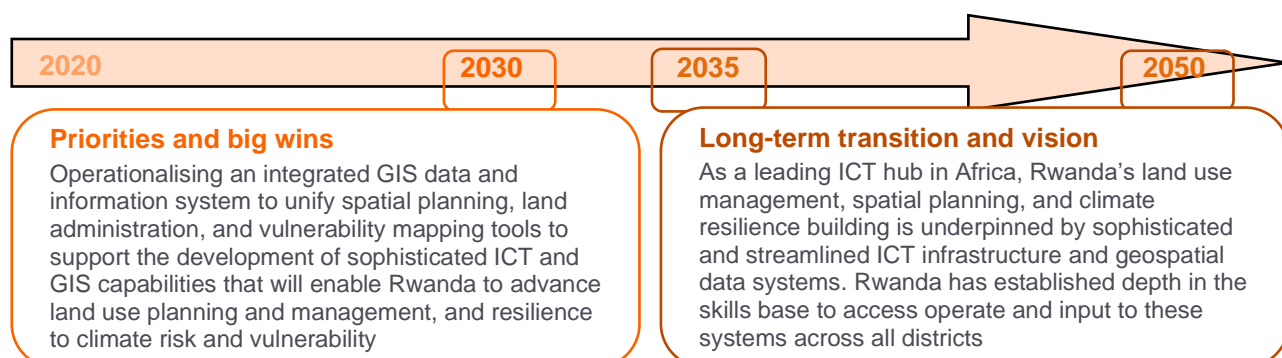 2020 2030 2035 2050
Priorities and big wins
Operationalising an integrated GIS data and
information system to unify spatial planning, land
administration, and vulnerability mapping tools to
support the development of sophisticated ICT and
GIS capabilities that will enable Rwanda to advance
land use planning and management, and resilience
to climate risk and vulnerability
Long-term transition and vision
As a leading ICT hub in Africa, Rwanda’s land use
management, spatial planning, and climate
resilience building is underpinned by sophisticated
and streamlined ICT infrastructure and geospatial
data systems. Rwanda has established depth in the
skills base to access operate and input to these
systems across all districts